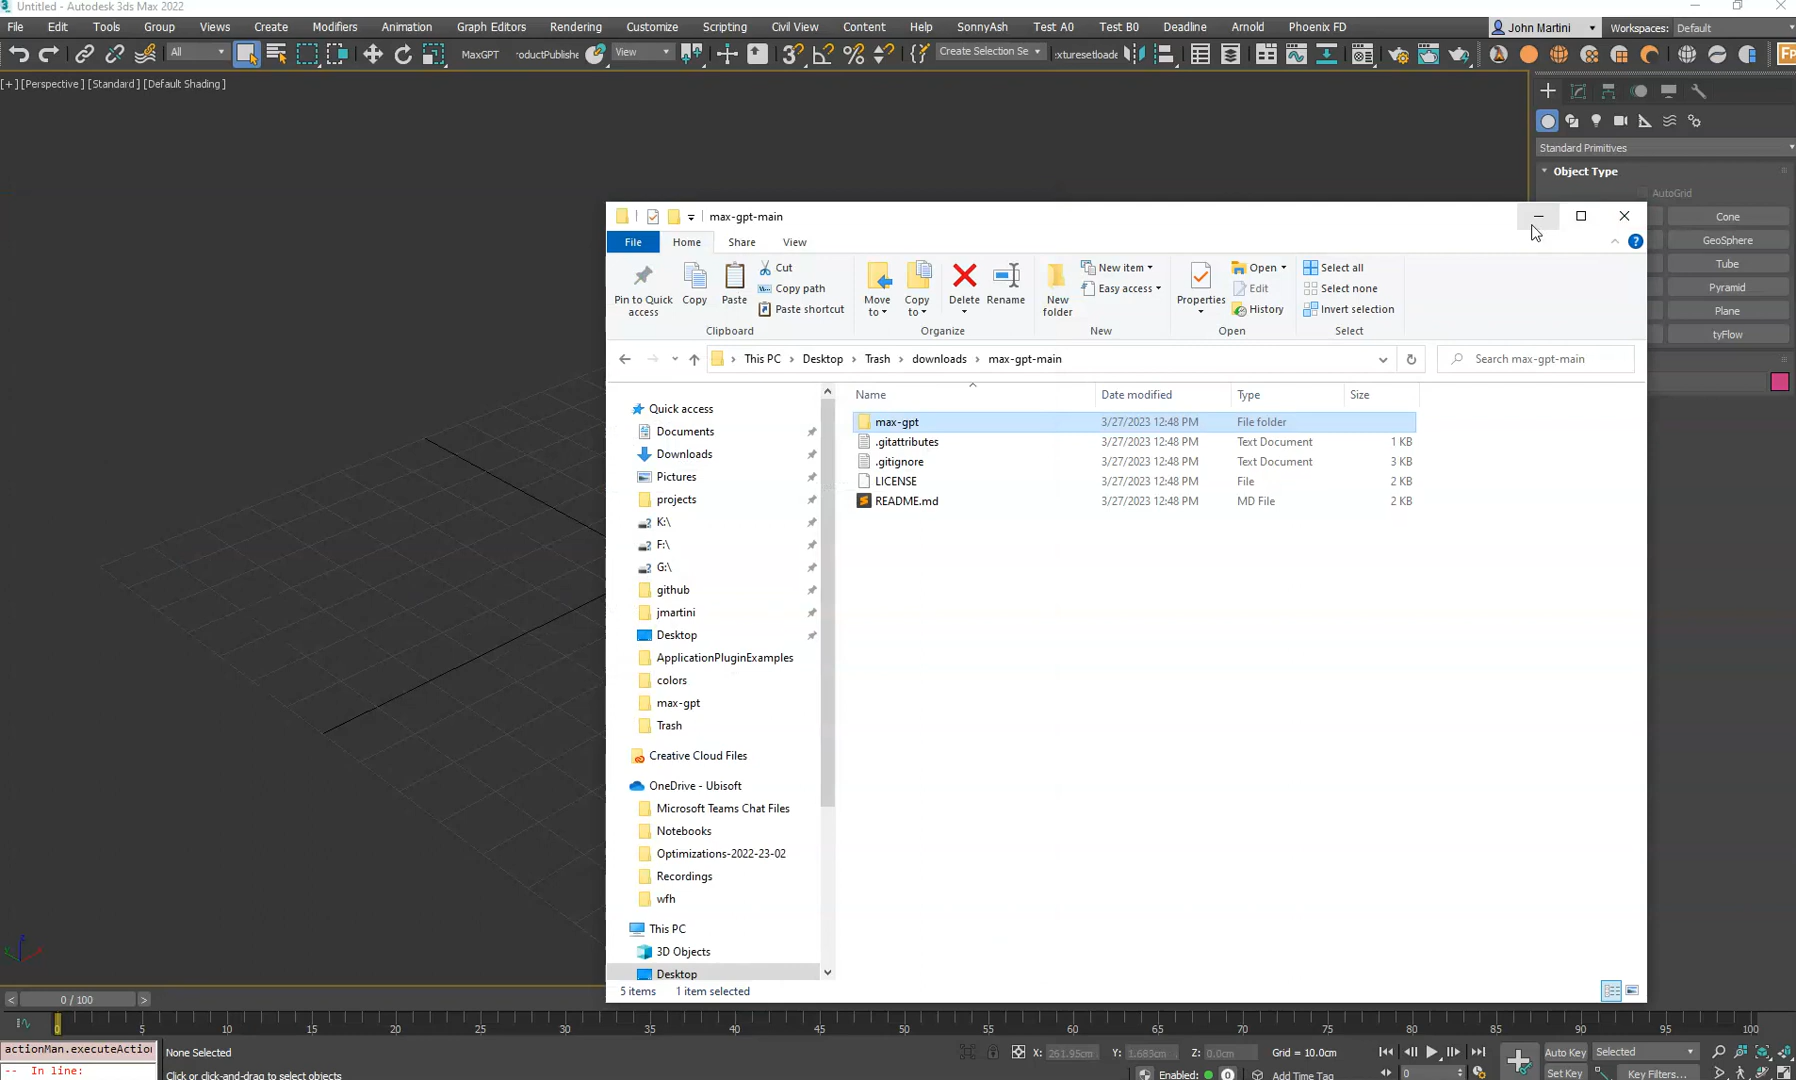 Untitled - Autodesk 3ds Max 2022
File Edit Tools Group Views Create Modifiers Animation Graph Editors Rendering Customize Scripting Civil View Content Help SonnyAsh Test A0 Test B0 Deadline Arnold Phoenix FD John Martini Workspaces: Default
All MaxGPT roductPublishe View Create Selection Se xturesetloade Fp
[+] [Perspective] [Standard] [Default Shading]
Standard Primitives
Object Type
AutoGrid
Cone
GeoSphere
Tube
Pyramid
Plane
tyFlow
max-gpt-main
File Home Share View
Pin to Quick access
Copy
Paste
Cut
Copy path
Paste shortcut
Clipboard
Move to
Copy to
Delete
Rename
Organize
New folder
New item
Easy access
New
Properties
Open
Edit
History
Open
Select all
Select none
Invert selection
Select
This PC > Desktop > Trash > downloads > max-gpt-main
Search max-gpt-main
Name Date modified Type Size
max-gpt 3/27/2023 12:48 PM File folder
.gitattributes 3/27/2023 12:48 PM Text Document 1 KB
.gitignore 3/27/2023 12:48 PM Text Document 3 KB
LICENSE 3/27/2023 12:48 PM File 2 KB
README.md 3/27/2023 12:48 PM MD File 2 KB
Quick access
Documents
Downloads
Pictures
projects
K:\
F:\
G:\
github
jmartini
Desktop
ApplicationPluginExamples
colors
max-gpt
Trash
Creative Cloud Files
OneDrive - Ubisoft
Microsoft Teams Chat Files
Notebooks
Optimizations-2022-23-02
Recordings
wfh
This PC
3D Objects
Desktop
5 items 1 item selected
< 0 / 100 >
0 5 10 15 20 25 30 35 40 45 50 55 60 65 70 75 80 85 90 95 100
actionMan.executeAction
-- In line:
None Selected
Click or click-and-drag to select objects
X: 261.95cm Y: 1.683cm Z: 0.0cm Grid = 10.0cm
Enabled: 0 Add Time Tag
0
Auto Key Selected
Set Key Key Filters...